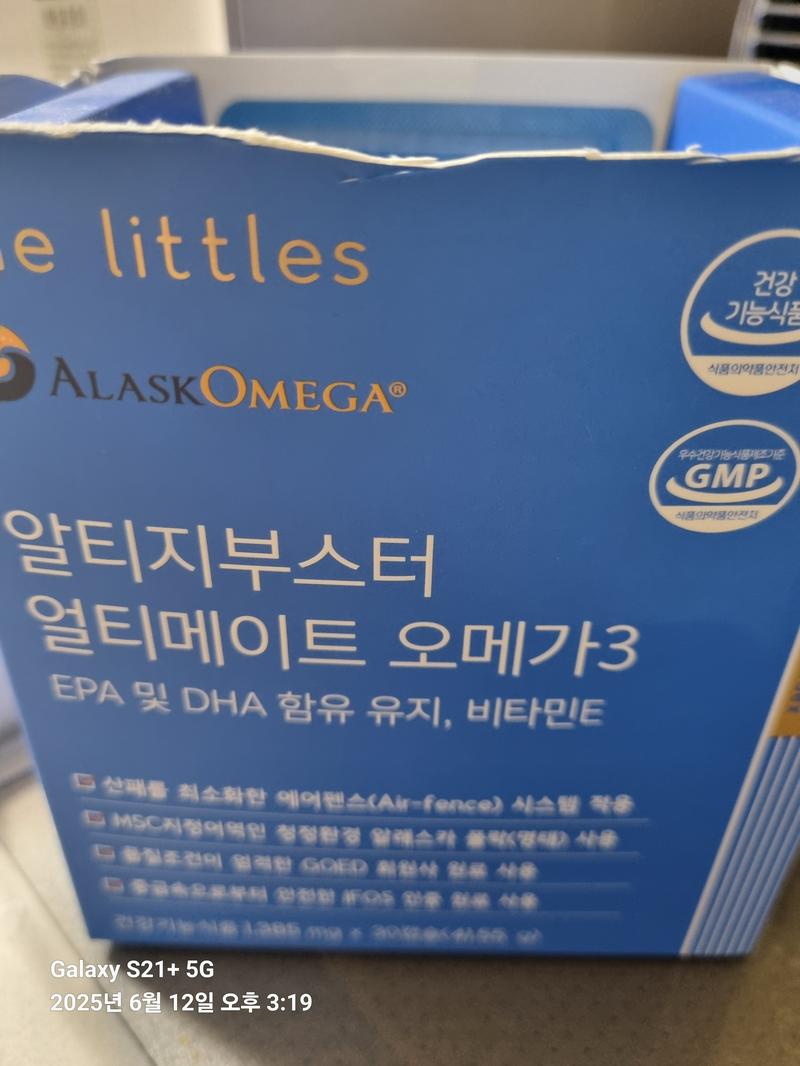 e littles
건강
기능식품
식품의약품안전처
ALASKOMEGA®
우수건강기능식품제조기준
GMP
식품의약품안전처
알티지부스터
얼티메이트 오메가3
EPA 및 DHA 함유 유지, 비타민E
산패를 최소화한 에어펜스(Air-fence) 시스템 적용
MSC지정어역인 청정환경 알래스카 폴락(명태) 사용
품질조건이 엄격한 GOED 회원사 원료 사용
중금속으로부터 안전한 IFOS 인증 원료 사용
건강기능식품
Galaxy S21+ 5G
2025년 6월 12일 오후 3:19